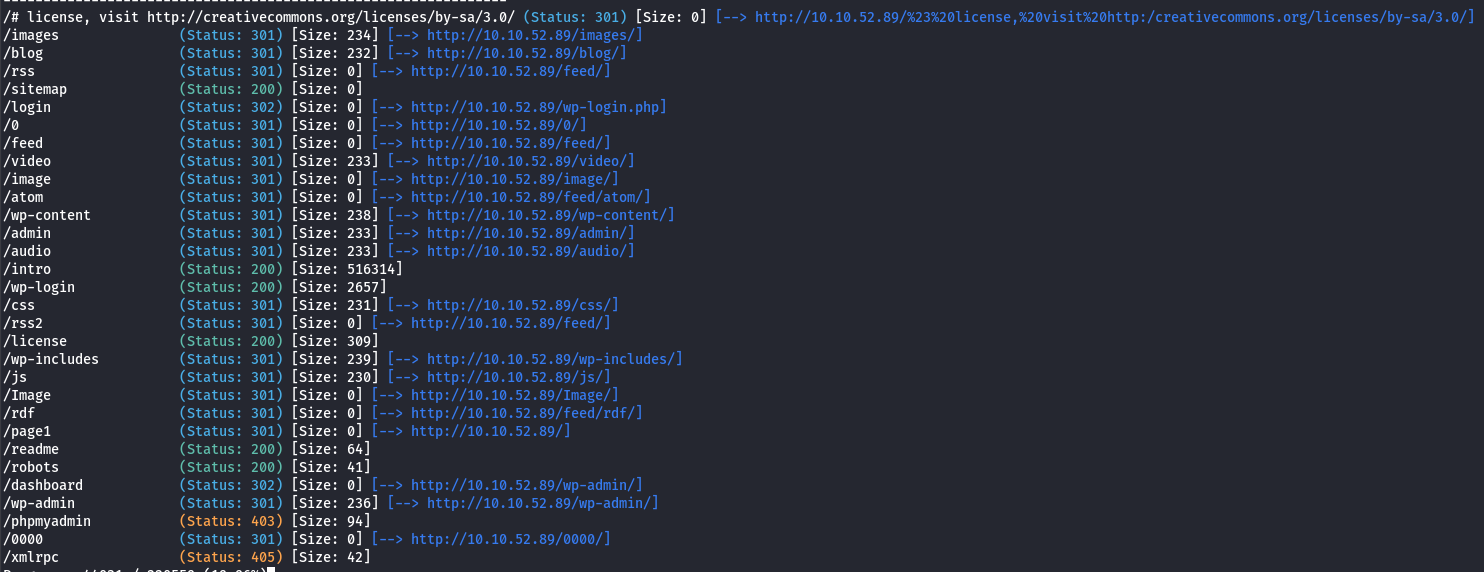 /# license, visit http://creativecommons.org/licenses/by-sa/3.0/ (Status: 301) [Size: 0] [--> http://10.10.52.89/%23%20license,%20visit%20http:/creativecommons.org/licenses/by-sa/3.0/]
/images (Status: 301) [Size: 234] [--> http://10.10.52.89/images/]
/blog (Status: 301) [Size: 232] [--> http://10.10.52.89/blog/]
/rss (Status: 301) [Size: 0] [--> http://10.10.52.89/feed/]
/sitemap (Status: 200) [Size: 0]
/login (Status: 302) [Size: 0] [--> http://10.10.52.89/wp-login.php]
/0 (Status: 301) [Size: 0] [--> http://10.10.52.89/0/]
/feed (Status: 301) [Size: 0] [--> http://10.10.52.89/feed/]
/video (Status: 301) [Size: 233] [--> http://10.10.52.89/video/]
/image (Status: 301) [Size: 0] [--> http://10.10.52.89/image/]
/atom (Status: 301) [Size: 0] [--> http://10.10.52.89/feed/atom/]
/wp-content (Status: 301) [Size: 238] [--> http://10.10.52.89/wp-content/]
/admin (Status: 301) [Size: 233] [--> http://10.10.52.89/admin/]
/audio (Status: 301) [Size: 233] [--> http://10.10.52.89/audio/]
/intro (Status: 200) [Size: 516314]
/wp-login (Status: 200) [Size: 2657]
/css (Status: 301) [Size: 231] [--> http://10.10.52.89/css/]
/rss2 (Status: 301) [Size: 0] [--> http://10.10.52.89/feed/]
/license (Status: 200) [Size: 309]
/wp-includes (Status: 301) [Size: 239] [--> http://10.10.52.89/wp-includes/]
/js (Status: 301) [Size: 230] [--> http://10.10.52.89/js/]
/Image (Status: 301) [Size: 0] [--> http://10.10.52.89/Image/]
/rdf (Status: 301) [Size: 0] [--> http://10.10.52.89/feed/rdf/]
/page1 (Status: 301) [Size: 0] [--> http://10.10.52.89/]
/readme (Status: 200) [Size: 64]
/robots (Status: 200) [Size: 41]
/dashboard (Status: 302) [Size: 0] [--> http://10.10.52.89/wp-admin/]
/wp-admin (Status: 301) [Size: 236] [--> http://10.10.52.89/wp-admin/]
/phpmyadmin (Status: 403) [Size: 94]
/0000 (Status: 301) [Size: 0] [--> http://10.10.52.89/0000/]
/xmlrpc (Status: 405) [Size: 42]